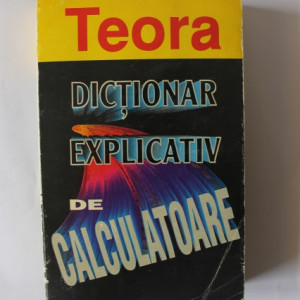 Teora
DICȚIONAR
EXPLICATIV
DE
CALCULATOARE